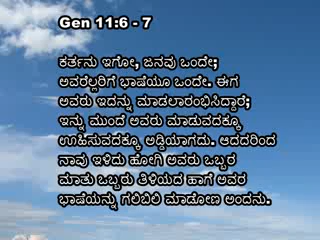 Gen 11:6 - 7
ಕರ್ತನು ಇಗೋ, ಜನವು ಒಂದೇ;
ಅವರೆಲ್ಲರಿಗೆ ಭಾಷೆಯೂ ಒಂದೇ. ಈಗ
ಅವರು ಇದನ್ನು ಮಾಡಲಾರಂಭಿಸಿದ್ದಾರೆ;
ಇನ್ನು ಮುಂದೆ ಅವರು ಮಾಡುವದಕ್ಕೂ
ಊಹಿಸುವದಕ್ಕೂ ಅಡ್ಡಿಯಾಗದು. ಆದದರಿಂದ
ನಾವು ಇಳಿದು ಹೋಗಿ ಅವರು ಒಬ್ಬರ
ಮಾತು ಒಬ್ಬರು ತಿಳಿಯದ ಹಾಗೆ ಅವರ
ಭಾಷೆಯನ್ನು ಗಲಿಬಿಲಿ ಮಾಡೋಣ ಅಂದನು.